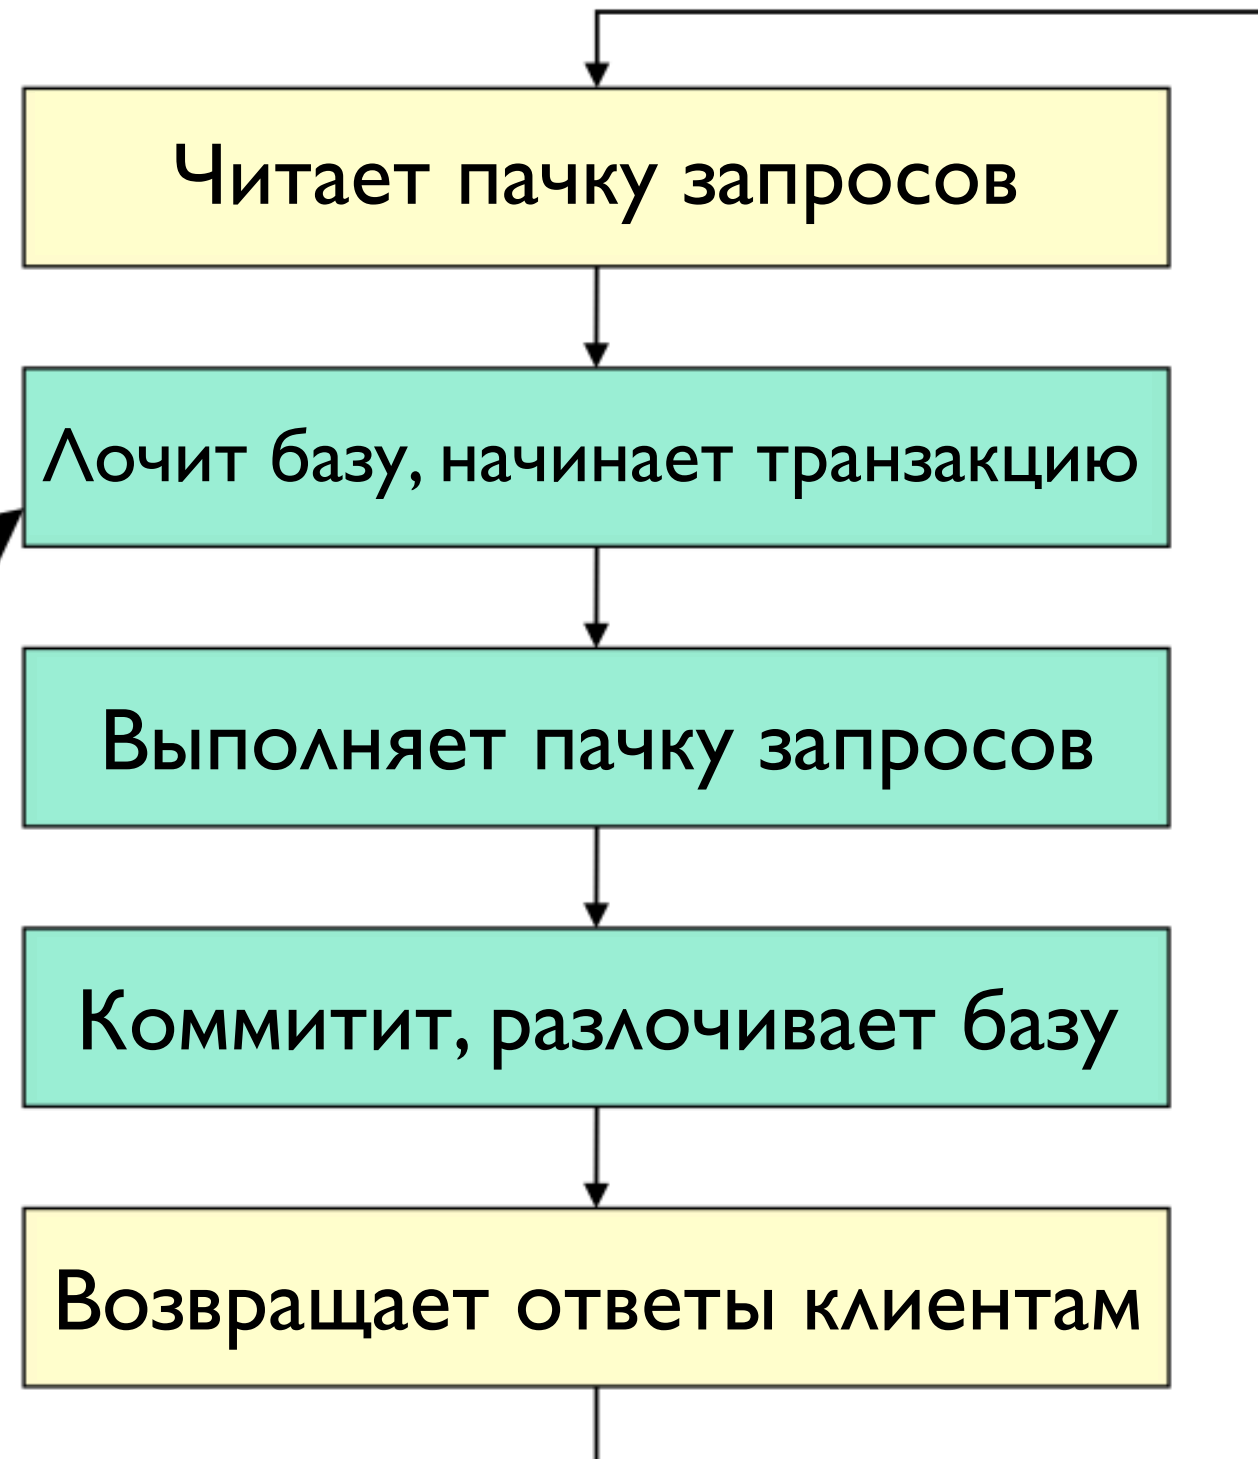 Читает пачку запросов
Лочит базу, начинает транзакцию
Выполняет пачку запросов
Коммитит, разлочивает базу
Возвращает ответы клиентам